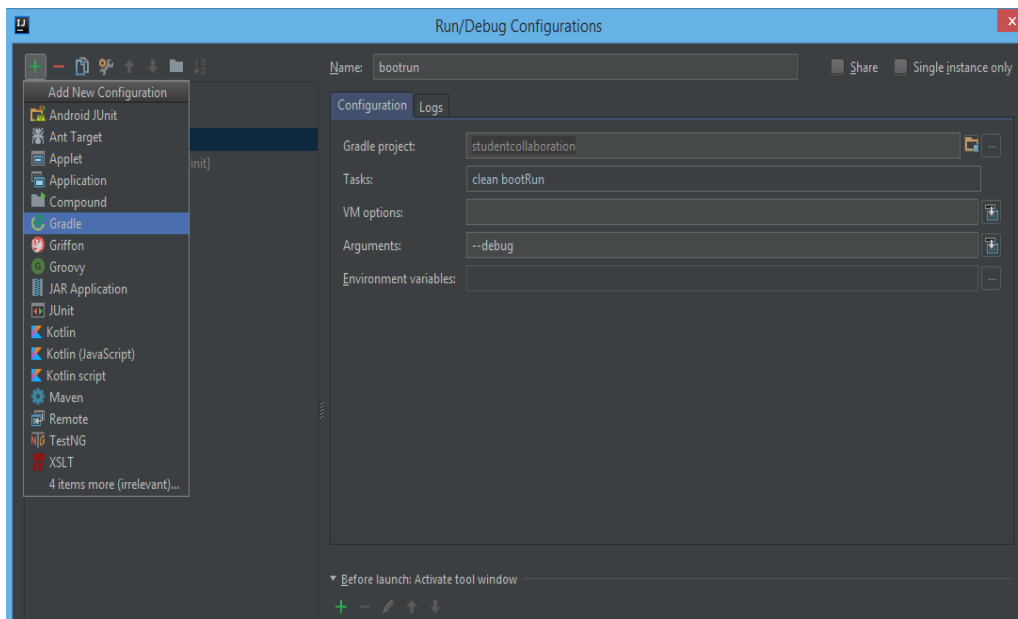 Run/Debug Configurations
Add New Configuration
Android JUnit
Ant Target
Applet
Application
Compound
Gradle
Griffon
Groovy
JAR Application
JUnit
Kotlin
Kotlin (JavaScript)
Kotlin script
Maven
Remote
TestNG
XSLT
4 items more (irrelevant)...
init]
Name: bootrun
Share
Single instance only
Configuration Logs
Gradle project: studentcollaboration
Tasks: clean bootRun
VM options:
Arguments: --debug
Environment variables:
Before launch: Activate tool window